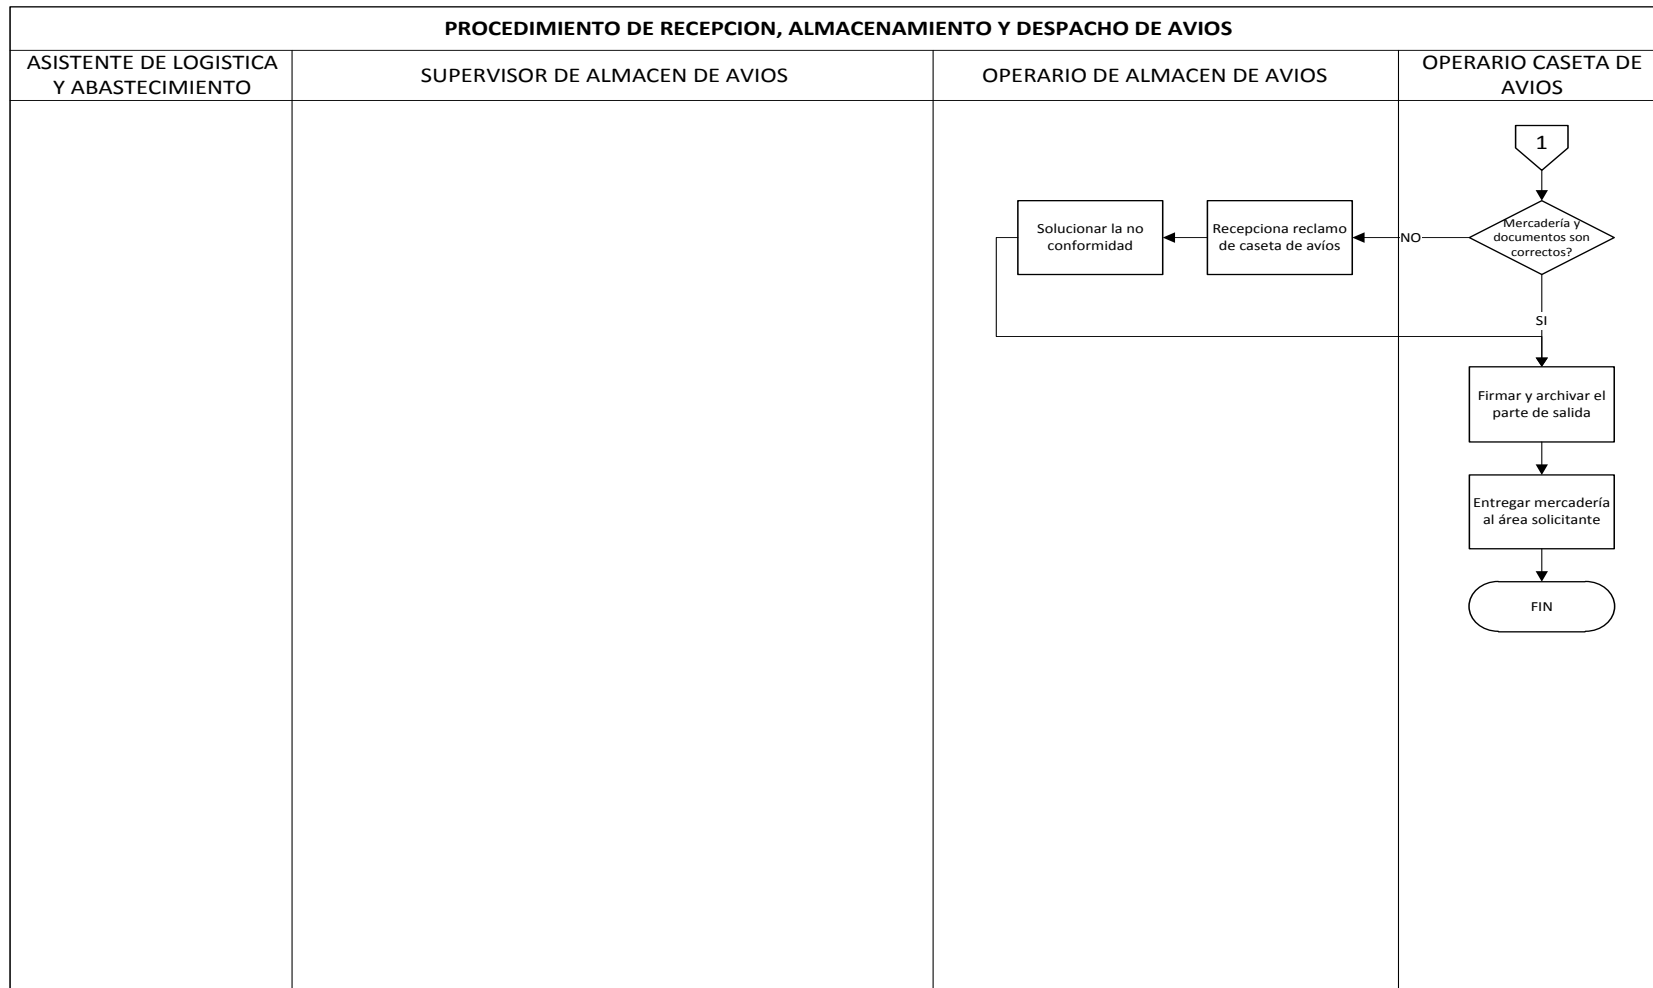 PROCEDIMIENTO DE RECEPCION, ALMACENAMIENTO Y DESPACHO DE AVIOS
ASISTENTE DE LOGISTICA
Y ABASTECIMIENTO
SUPERVISOR DE ALMACEN DE AVIOS
OPERARIO DE ALMACEN DE AVIOS
OPERARIO CASETA DE
AVIOS
1
Solucionar la no
conformidad
Recepciona reclamo
de caseta de avíos
NO
Mercadería y
documentos son
correctos?
SI
Firmar y archivar el
parte de salida
Entregar mercadería
al área solicitante
FIN